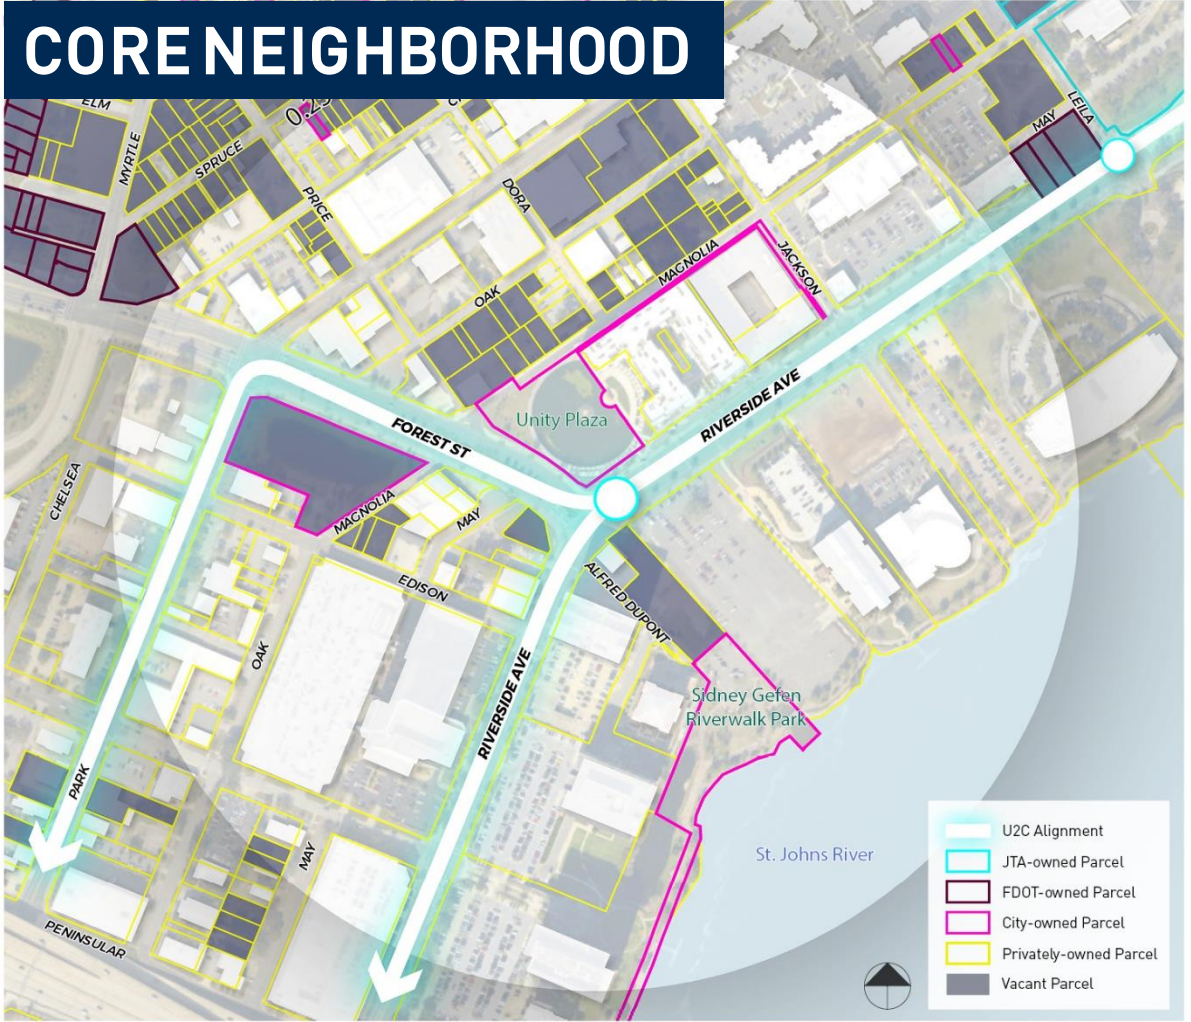 CORE NEIGHBORHOOD
ELM
MYRTLE
SPRUCE
PRICE
DORA
OAK
MAGNOLIA
JACKSON
MAY
LEILA
Unity Plaza
RIVERSIDE AVE
FOREST ST
CHELSEA
MAGNOLIA
MAY
EDISON
ALFRED DUPONT
OAK
RIVERSIDE AVE
Sidney Gefen
Riverwalk Park
PARK
MAY
PENINSULAR
St. Johns River
U2C Alignment
JTA-owned Parcel
FDOT-owned Parcel
City-owned Parcel
Privately-owned Parcel
Vacant Parcel